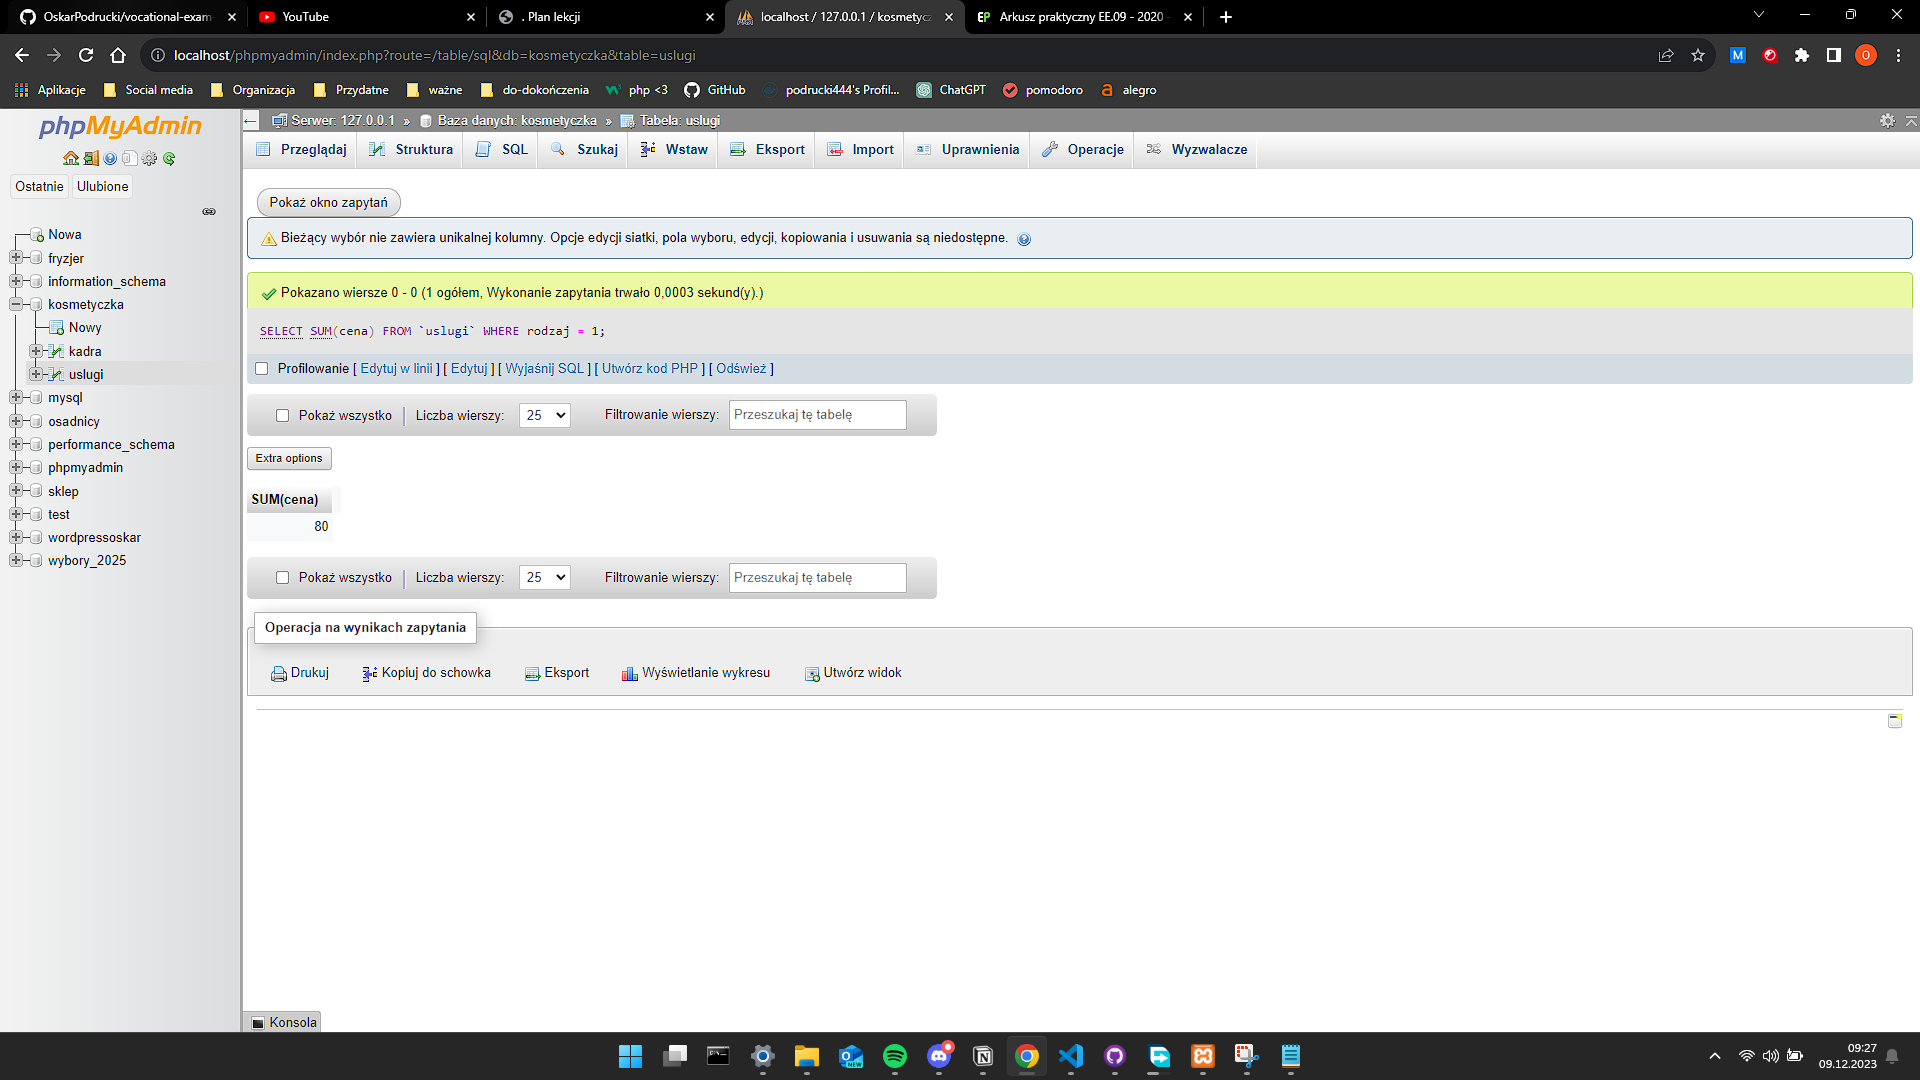 OskarPodrucki/vocational-exam
YouTube
. Plan lekcji
localhost / 127.0.0.1 / kosmetycz
Arkusz praktyczny EE.09 - 2020
localhost/phpmyadmin/index.php?route=/table/sql&db=kosmetyczka&table=uslugi
Aplikacje Social media Organizacja Przydatne ważne do-dokończenia php <3 GitHub podrucki444's Profil... ChatGPT pomodoro alegro
phpMyAdmin
Ostatnie Ulubione
Nowa
fryzjer
information_schema
kosmetyczka
Nowy
kadra
uslugi
mysql
osadnicy
performance_schema
phpmyadmin
sklep
test
wordpressoskar
wybory_2025
Serwer: 127.0.0.1 » Baza danych: kosmetyczka » Tabela: uslugi
Przeglądaj Struktura SQL Szukaj Wstaw Eksport Import Uprawnienia Operacje Wyzwalacze
Pokaż okno zapytań
Bieżący wybór nie zawiera unikalnej kolumny. Opcje edycji siatki, pola wyboru, edycji, kopiowania i usuwania są niedostępne.
Pokazano wiersze 0 - 0 (1 ogółem, Wykonanie zapytania trwało 0,0003 sekund(y).)
SELECT SUM(cena) FROM `uslugi` WHERE rodzaj = 1;
Profilowanie [ Edytuj w linii ] [ Edytuj ] [ Wyjaśnij SQL ] [ Utwórz kod PHP ] [ Odśwież ]
Pokaż wszystko Liczba wierszy: 25 Filtrowanie wierszy: Przeszukaj tę tabelę
Extra options
SUM(cena)
80
Pokaż wszystko Liczba wierszy: 25 Filtrowanie wierszy: Przeszukaj tę tabelę
Operacja na wynikach zapytania
Drukuj Kopiuj do schowka Eksport Wyświetlanie wykresu Utwórz widok
Konsola
09:27
09.12.2023